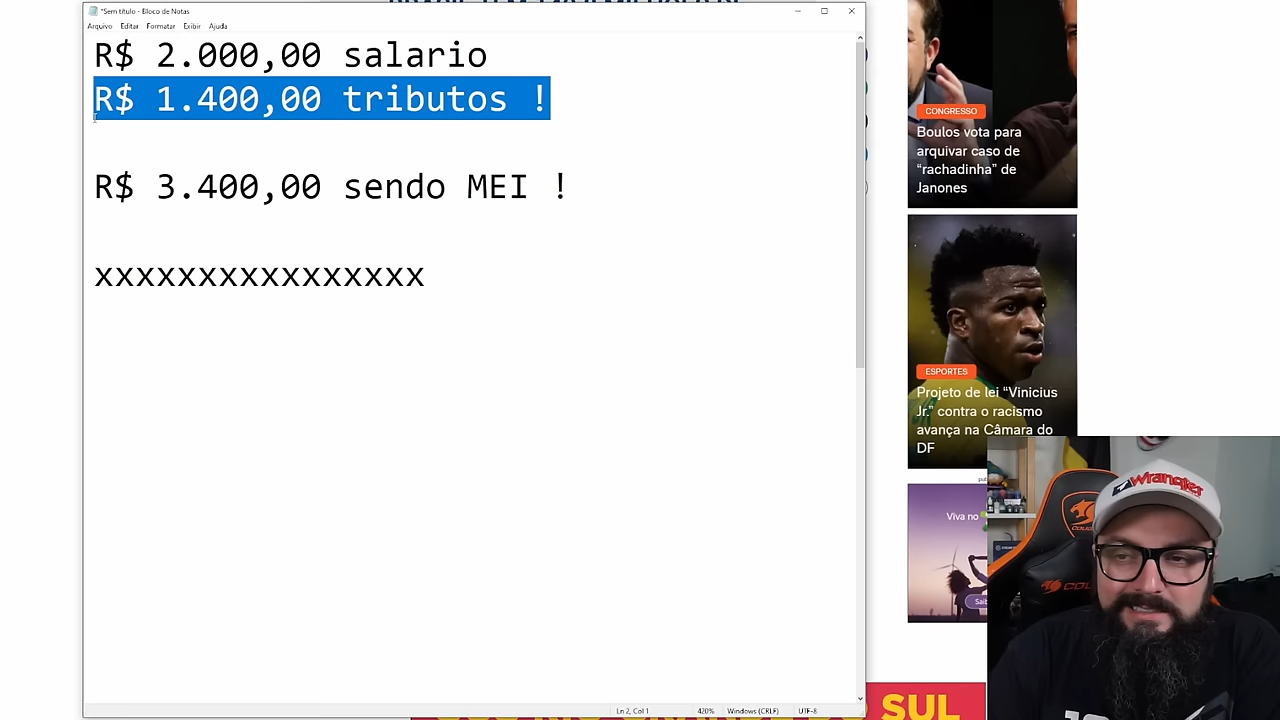 *Sem título - Bloco de Notas
Arquivo Editar Formatar Exibir Ajuda
R$ 2.000,00 salario
R$ 1.400,00 tributos !
R$ 3.400,00 sendo MEI !
xxxxxxxxxxxxxxxx
Ln 2, Col 1 420% Windows (CRLF) UTF-8
CONGRESSO
Boulos vota para
arquivar caso de
“rachadinha” de
Janones
ESPORTES
Projeto de lei “Vinicius
Jr.” contra o racismo
avança na Câmara do
DF
Viva no
SUL
Wrangler